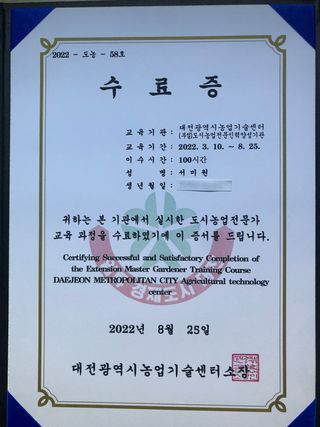 2022 - 도농 - 58호
수료증
교육기관: 대전광역시농업기술센터
(부설)도시농업전문인력양성기관
교육기간: 2022. 3. 10. ~ 8. 25.
이수시간: 100시간
성명: 서미원
생년월일:
귀하는 본 기관에서 실시한 도시농업전문가
교육 과정을 수료하였기에 이 증서를 드립니다.
Certifying Successful and Satisfactory Completion of
the Extension Master Gardener Training Course
DAEJEON METROPOLITAN CITY Agricultural technology
center
2022년 8월 25일
대전광역시농업기술센터소장